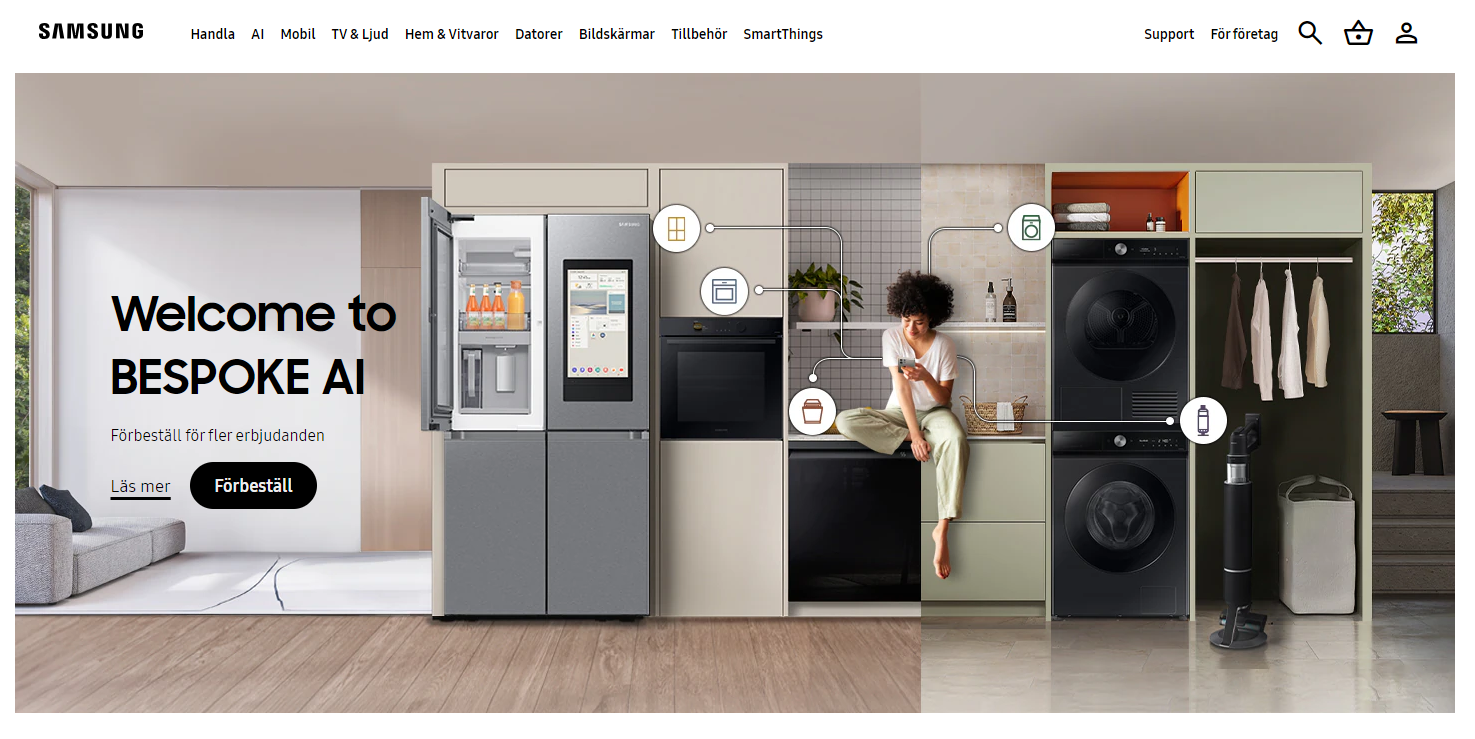 SAMSUNG
Handla AI Mobil TV & Ljud Hem & Vitvaror Datorer Bildskärmar Tillbehör SmartThings
Support För företag
Welcome to
BESPOKE AI
Förbeställ för fler erbjudanden
Läs mer Förbeställ
SAMSUNG